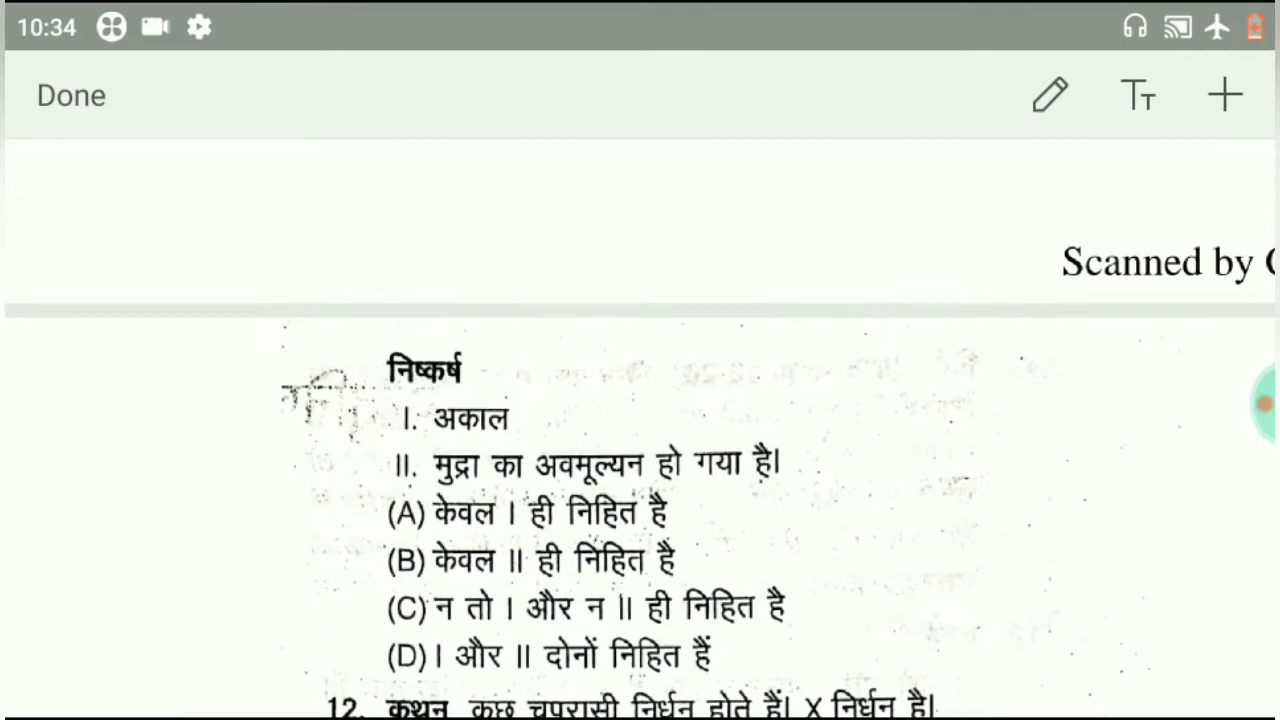 10:34
Done
Scanned by
निष्कर्ष
I. अकाल
II. मुद्रा का अवमूल्यन हो गया है।
(A) केवल I ही निहित है
(B) केवल II ही निहित है
(C) न तो I और न II ही निहित है
(D) I और II दोनों निहित हैं
12. कथन कुछ चपरासी निर्धन होते हैं। X निर्धन है।